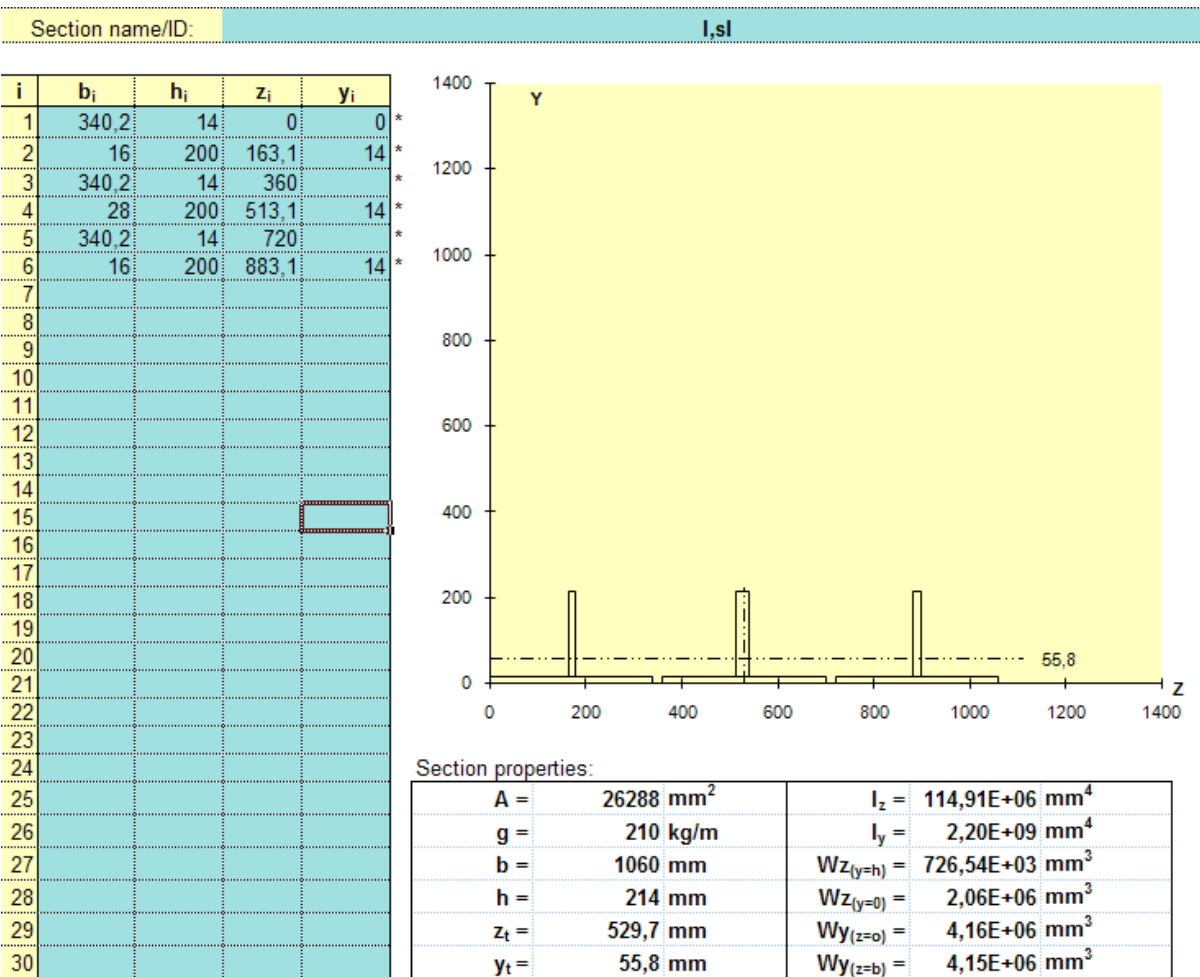 Section name/ID: I,sl
i bi hi zi yi
1 340,2 14 0 0 *
2 16 200 163,1 14 *
3 340,2 14 360 *
4 28 200 513,1 14 *
5 340,2 14 720 *
6 16 200 883,1 14 *
7
8
9
10
11
12
13
14
15
16
17
18
19
20
21
22
23
24
25
26
27
28
29
30
1400
Y
1200
1000
800
600
400
200
55,8
0
Z
0 200 400 600 800 1000 1200 1400
Section properties:
A = 26288 mm² Iz = 114,91E+06 mm⁴
g = 210 kg/m Iy = 2,20E+09 mm⁴
b = 1060 mm Wz(y=h) = 726,54E+03 mm³
h = 214 mm Wz(y=0) = 2,06E+06 mm³
zt = 529,7 mm Wy(z=o) = 4,16E+06 mm³
yt = 55,8 mm Wy(z=b) = 4,15E+06 mm³